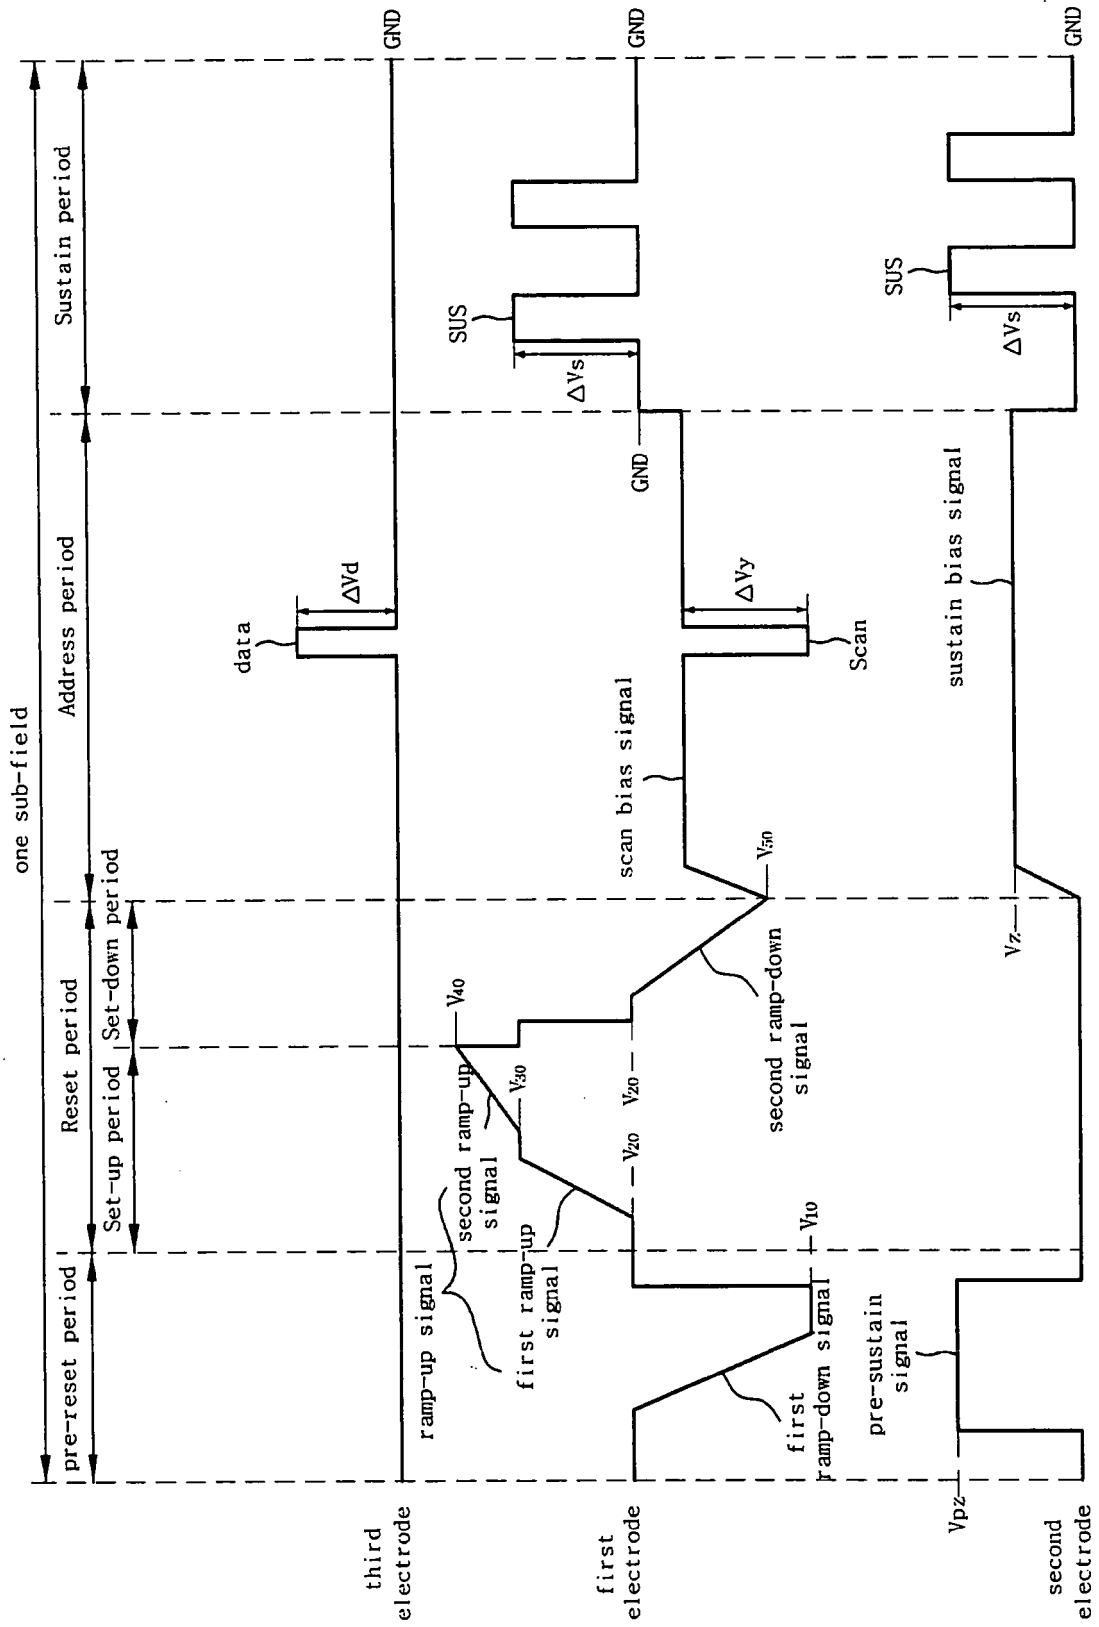 one sub-field
pre-reset period
Reset period
Address period
Sustain period
Set-up period
Set-down period
third
electrode
data
ΔVd
GND
ramp-up signal
first ramp-up
signal
second ramp-up
signal
V40
V30
V20
V20
first
electrode
first
ramp-down signal
V10
second ramp-down
signal
V50
scan bias signal
Scan
ΔVy
GND
ΔVs
SUS
GND
second
electrode
Vpz
pre-sustain
signal
Vz
sustain bias signal
ΔVs
SUS
GND